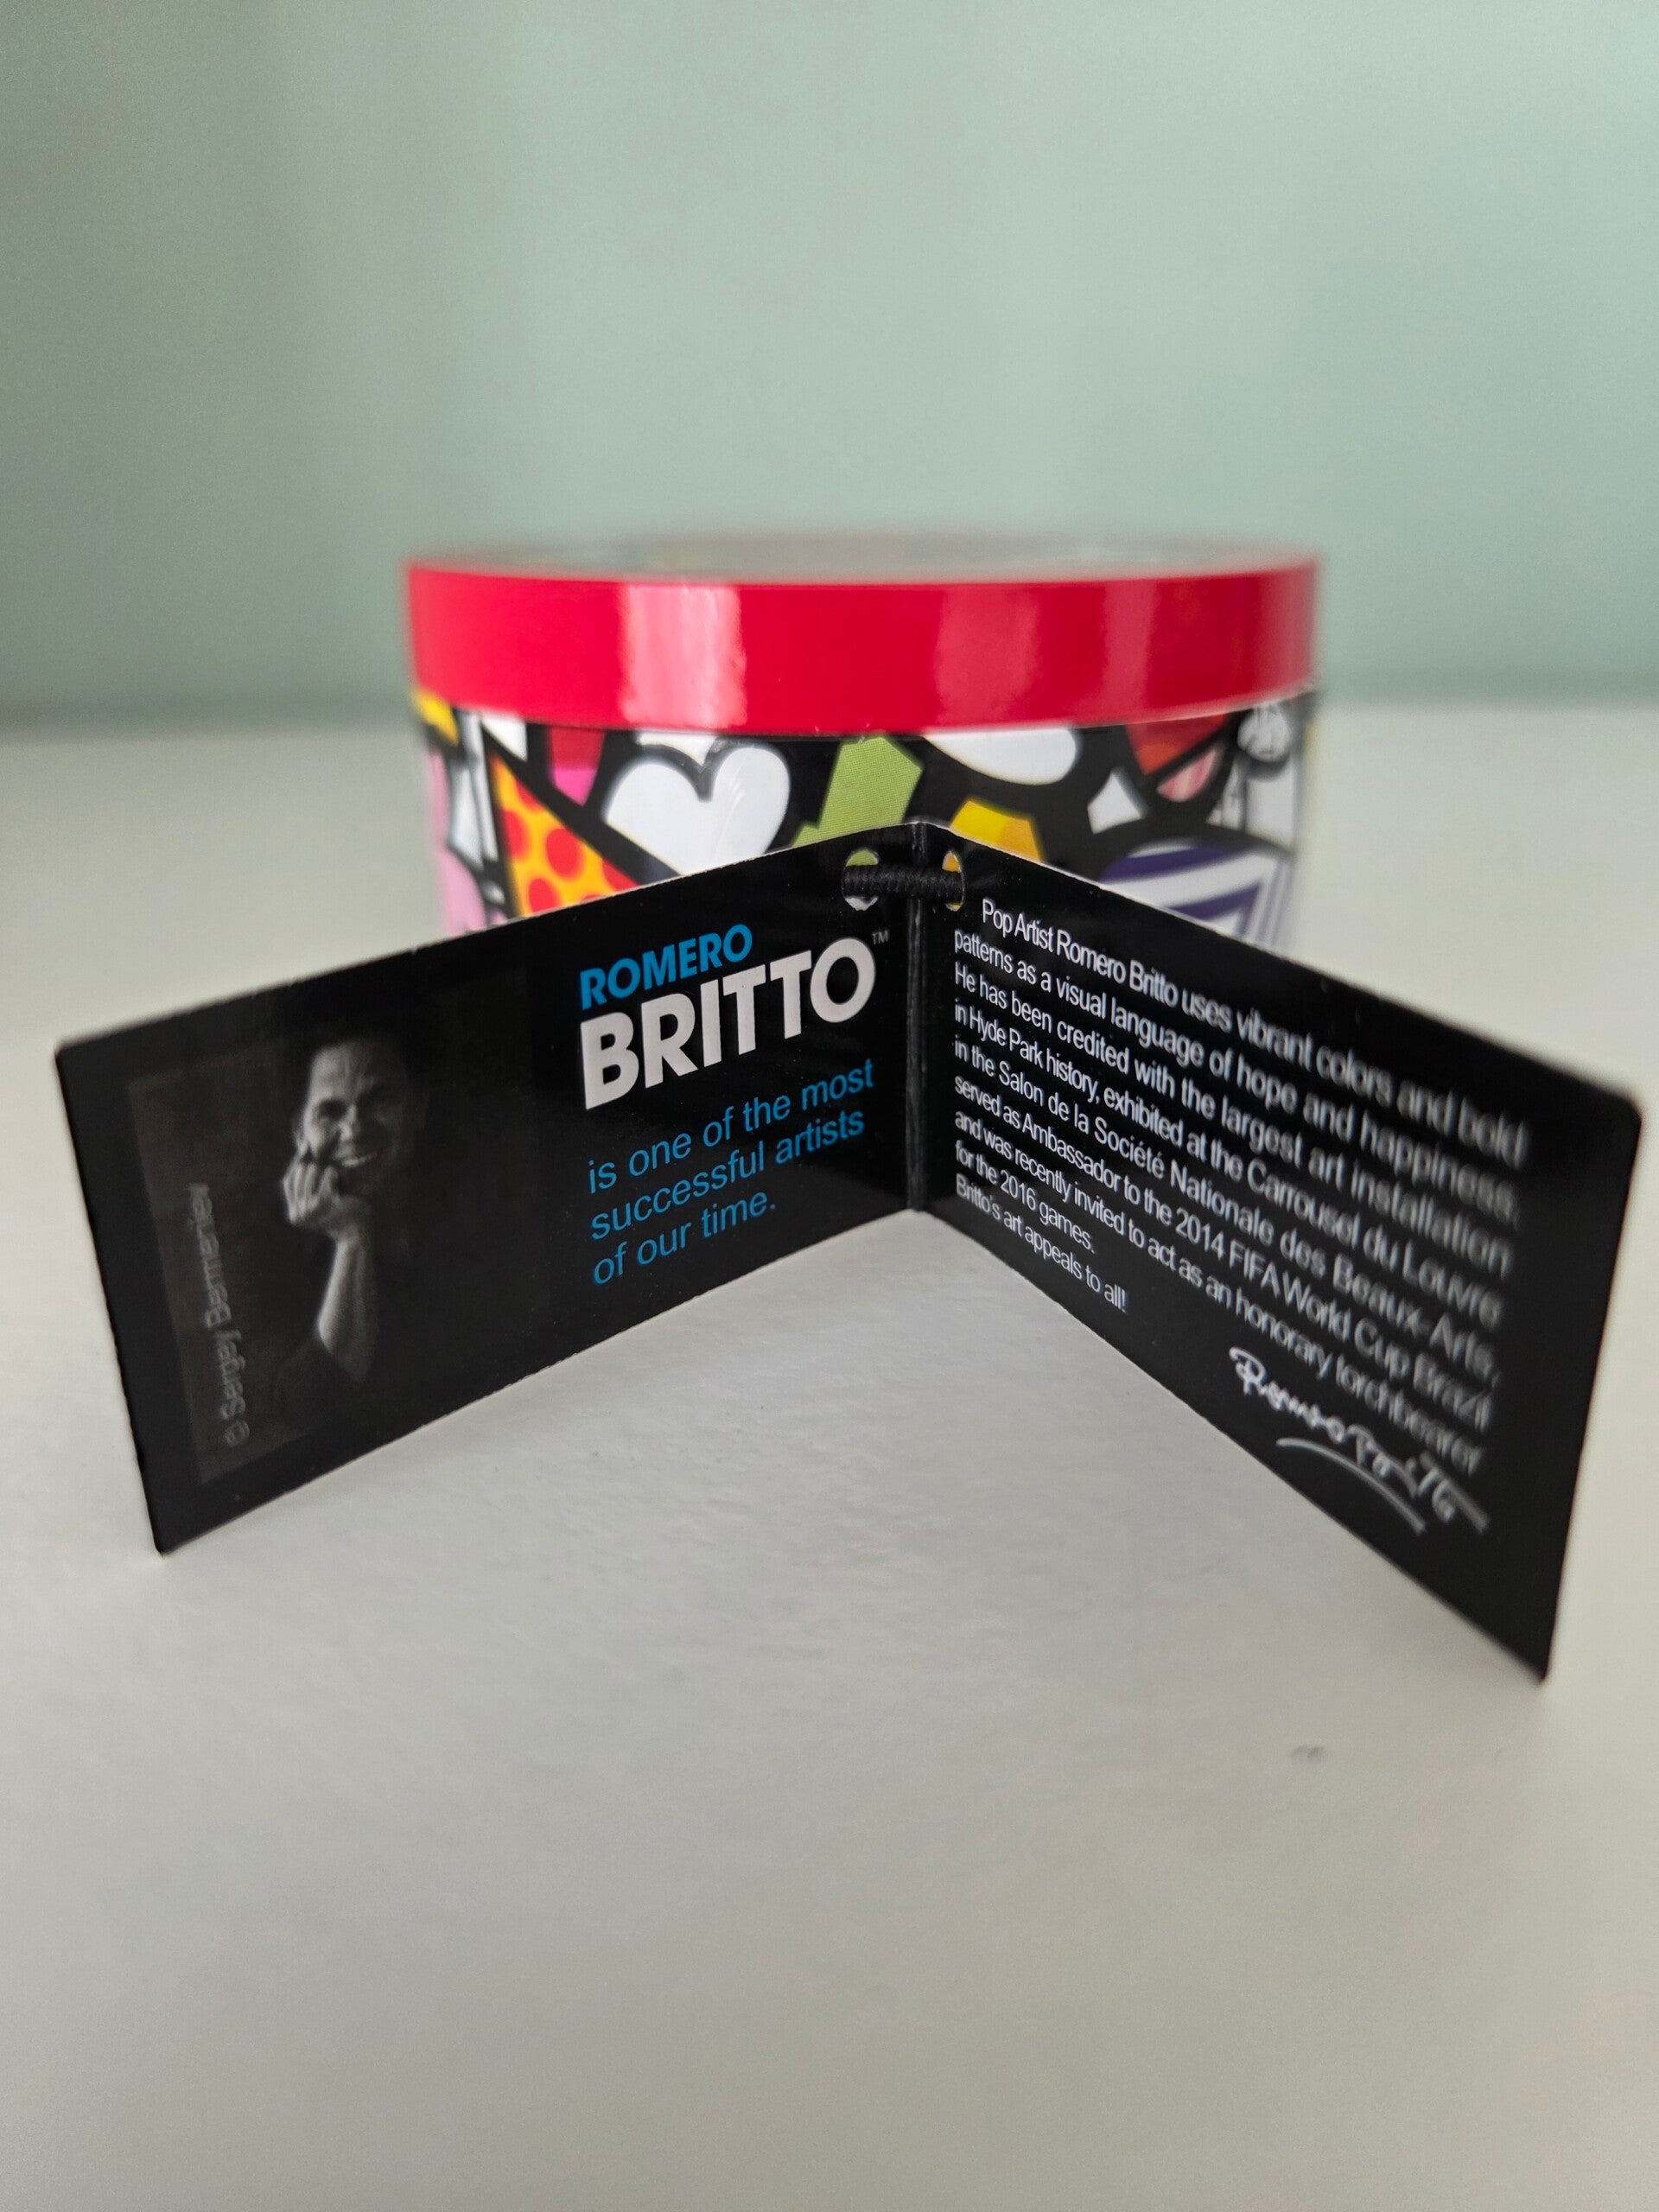 ROMERO
BRITTO™
is one of the most
successful artists
of our time.
Pop Artist Romero Britto uses vibrant colors and bold
patterns as a visual language of hope and happiness.
He has been credited with the largest art installation
in Hyde Park history, exhibited at the Carrousel du Louvre
in the Salon de la Société Nationale des Beaux-Arts,
served as Ambassador to the 2014 FIFA World Cup Brazil
and was recently invited to act as an honorary torchbearer
for the 2016 games.
Britto's art appeals to all!
Romero Britto